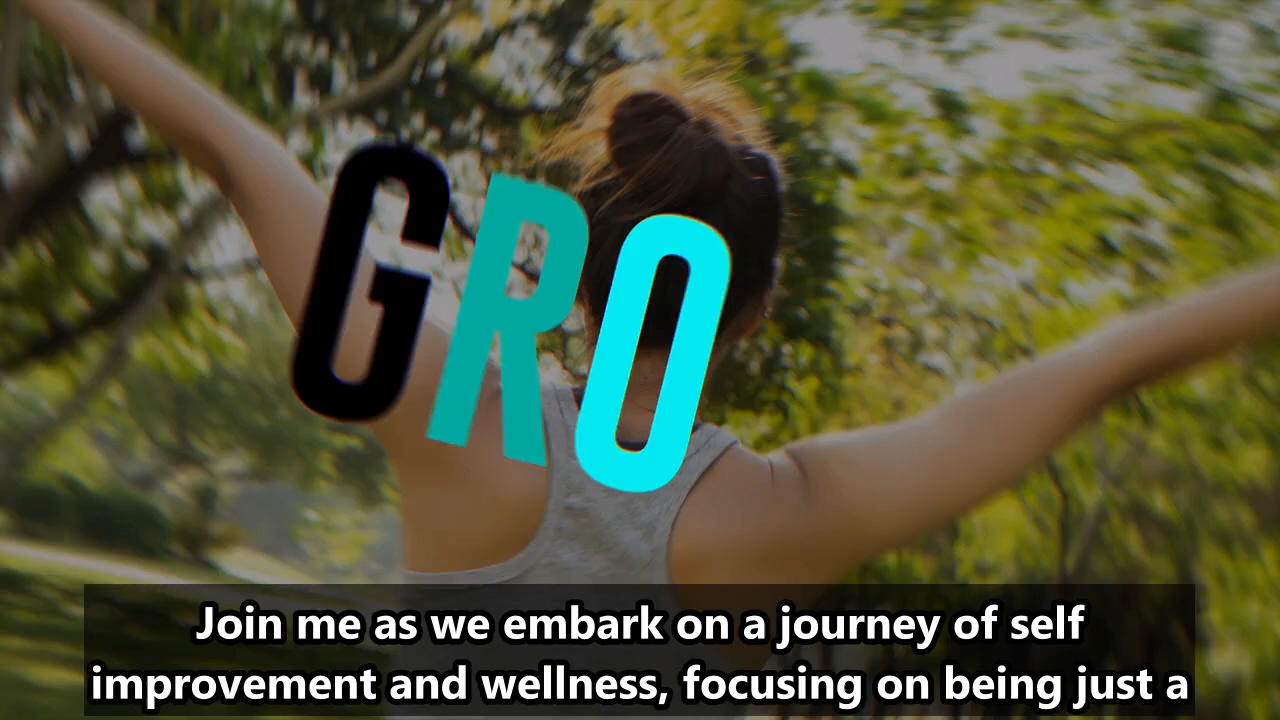 GRO
Join me as we embark on a journey of self
improvement and wellness, focusing on being just a